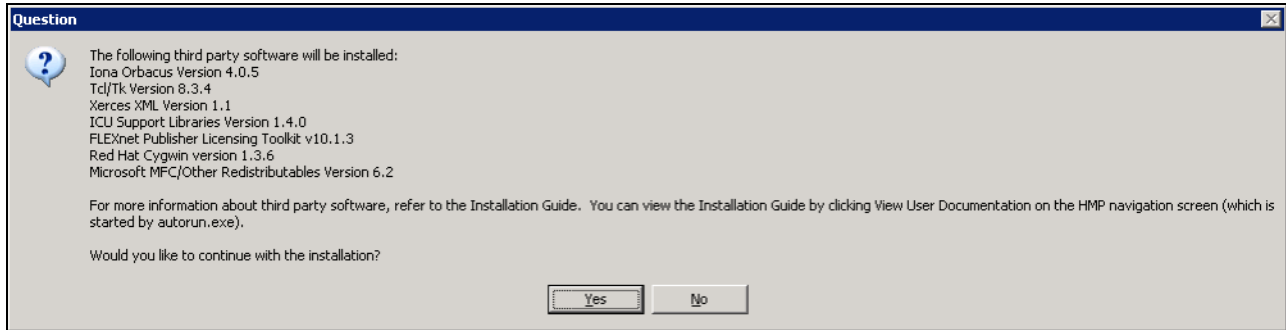 Question
The following third party software will be installed:
Iona Orbacus Version 4.0.5
Tcl/Tk Version 8.3.4
Xerces XML Version 1.1
ICU Support Libraries Version 1.4.0
FLEXnet Publisher Licensing Toolkit v10.1.3
Red Hat Cygwin version 1.3.6
Microsoft MFC/Other Redistributables Version 6.2
For more information about third party software, refer to the Installation Guide.  You can view the Installation Guide by clicking View User Documentation on the HMP navigation screen (which is
started by autorun.exe).
Would you like to continue with the installation?
Yes No